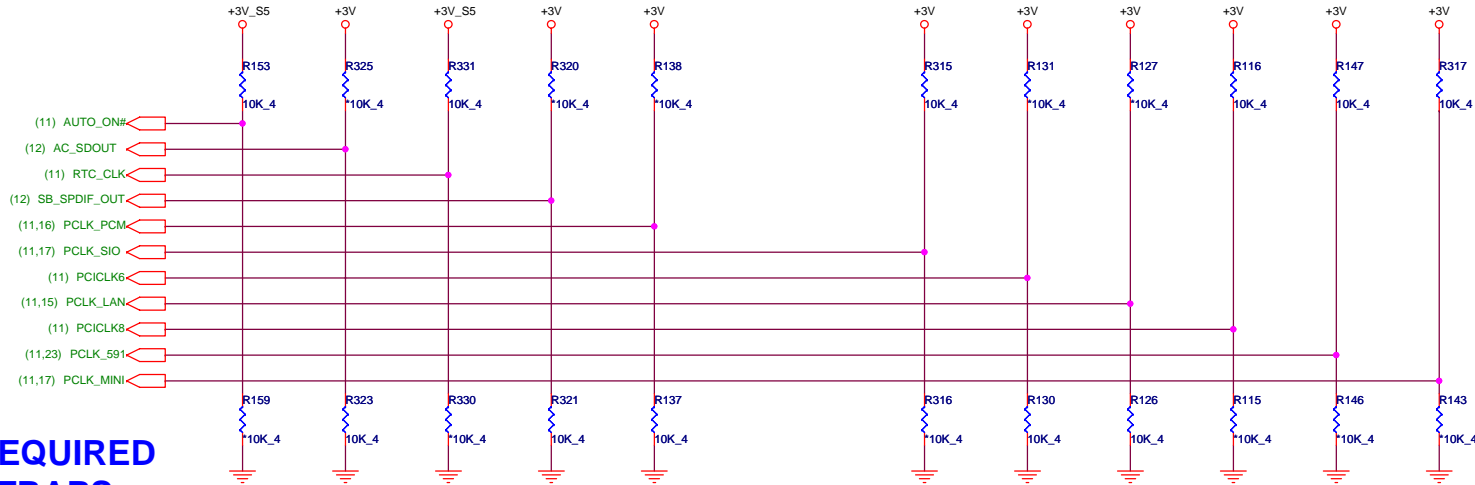 +3V_S5 +3V +3V_S5 +3V +3V +3V +3V +3V +3V +3V +3V
R153 R325 R331 R320 R138 R315 R131 R127 R116 R147 R317
10K_4 *10K_4 10K_4 *10K_4 *10K_4 10K_4 *10K_4 *10K_4 *10K_4 *10K_4 10K_4
(11) AUTO_ON#
(12) AC_SDOUT
(11) RTC_CLK
(12) SB_SPDIF_OUT
(11,16) PCLK_PCM
(11,17) PCLK_SIO
(11) PCICLK6
(11,15) PCLK_LAN
(11) PCICLK8
(11,23) PCLK_591
(11,17) PCLK_MINI
R159 R323 R330 R321 R137 R316 R130 R126 R115 R146 R143
*10K_4 10K_4 *10K_4 10K_4 10K_4 *10K_4 10K_4 10K_4 10K_4 10K_4 *10K_4
EQUIRED